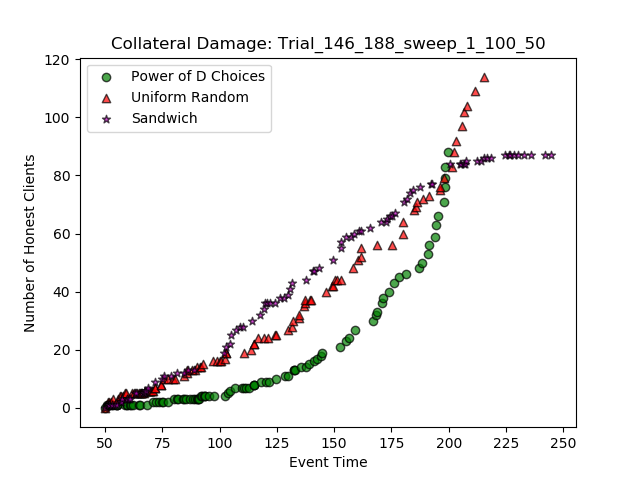 Collateral Damage: Trial_146_188_sweep_1_100_50
120
100
80
60
40
20
0
Number of Honest Clients
Power of D Choices
Uniform Random
Sandwich
50 75 100 125 150 175 200 225 250
Event Time